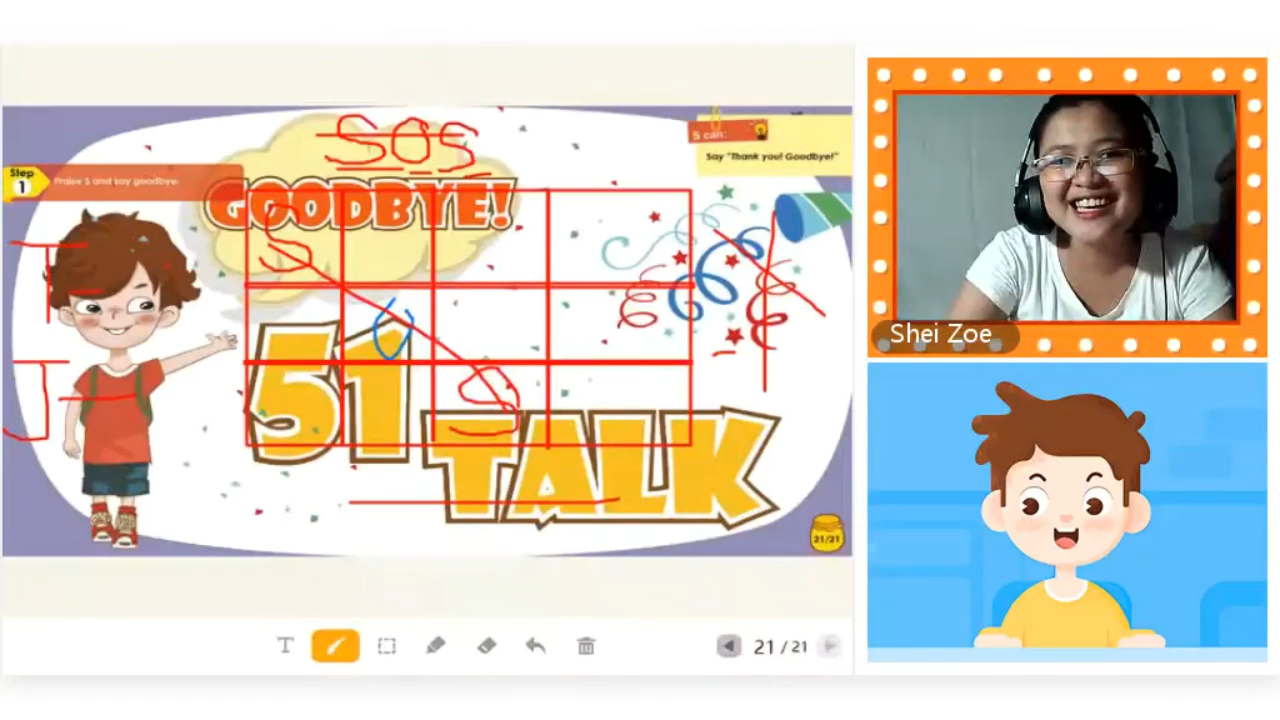 SOS
S can:
Say "Thank you! Goodbye!"
Step 1
Praise S and say goodbye.
GOODBYE!
S
O
S
51
TALK
21/21
T
21 / 21
Shei Zoe